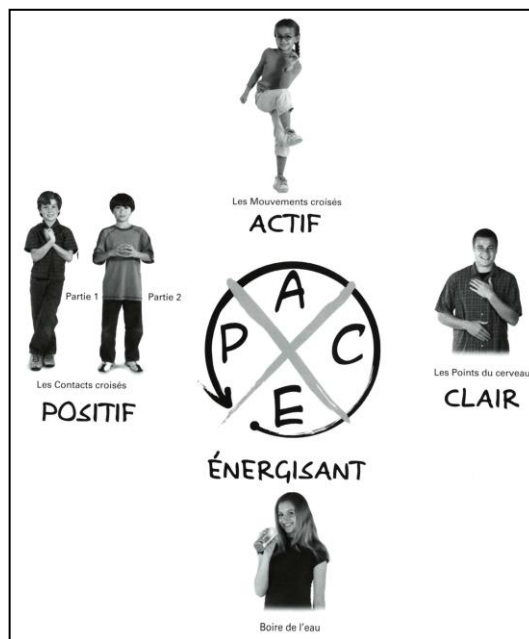 Les Mouvements croisés
ACTIF
Partie 1
Partie 2
Les Contacts croisés
POSITIF
A
P
C
E
Les Points du cerveau
CLAIR
ÉNERGISANT
Boire de l'eau